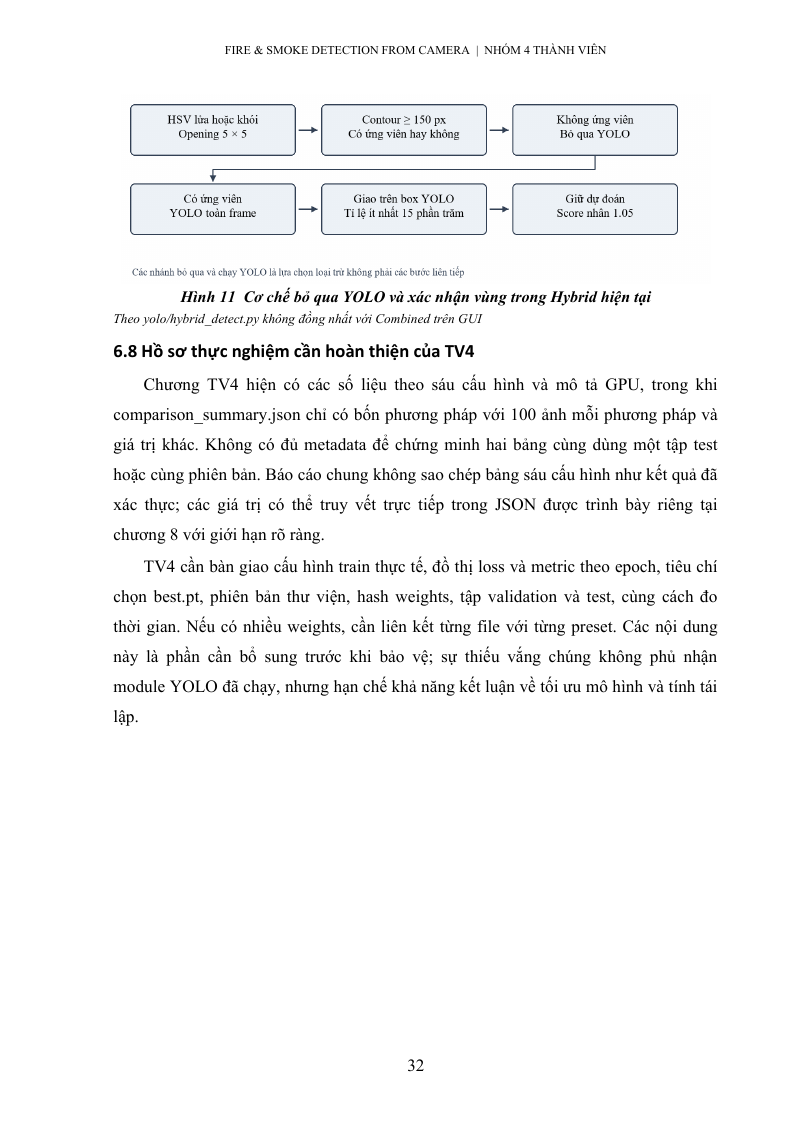 FIRE & SMOKE DETECTION FROM CAMERA | NHÓM 4 THÀNH VIÊN
HSV lửa hoặc khói
Opening 5 × 5
Contour ≥ 150 px
Có ứng viên hay không
Không ứng viên
Bỏ qua YOLO
Có ứng viên
YOLO toàn frame
Giao trên box YOLO
Tỉ lệ ít nhất 15 phần trăm
Giữ dự đoán
Score nhân 1.05
Các nhánh bỏ qua và chạy YOLO là lựa chọn loại trừ không phải các bước liên tiếp
Hình 11 Cơ chế bỏ qua YOLO và xác nhận vùng trong Hybrid hiện tại
Theo yolo/hybrid_detect.py không đồng nhất với Combined trên GUI
6.8 Hồ sơ thực nghiệm cần hoàn thiện của TV4
Chương TV4 hiện có các số liệu theo sáu cấu hình và mô tả GPU, trong khi
comparison_summary.json chỉ có bốn phương pháp với 100 ảnh mỗi phương pháp và
giá trị khác. Không có đủ metadata để chứng minh hai bảng cùng dùng một tập test
hoặc cùng phiên bản. Báo cáo chung không sao chép bảng sáu cấu hình như kết quả đã
xác thực; các giá trị có thể truy vết trực tiếp trong JSON được trình bày riêng tại
chương 8 với giới hạn rõ ràng.
TV4 cần bàn giao cấu hình train thực tế, đồ thị loss và metric theo epoch, tiêu chí
chọn best.pt, phiên bản thư viện, hash weights, tập validation và test, cùng cách đo
thời gian. Nếu có nhiều weights, cần liên kết từng file với từng preset. Các nội dung
này là phần cần bổ sung trước khi bảo vệ; sự thiếu vắng chúng không phủ nhận
module YOLO đã chạy, nhưng hạn chế khả năng kết luận về tối ưu mô hình và tính tái
lập.
32